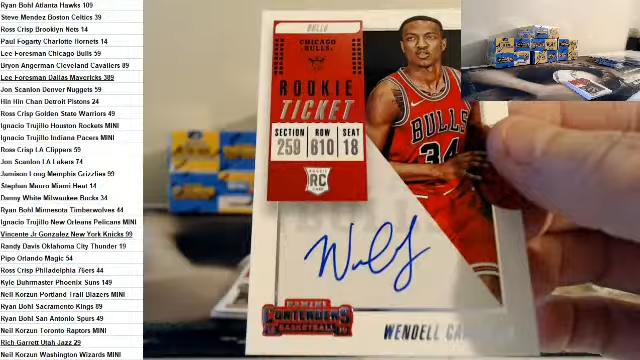 Ryan Bohl Atlanta Hawks 109
Steve Mendez Boston Celtics 39
Ross Crisp Brooklyn Nets 14
Paul Fogarty Charlotte Hornets 14
Lee Foresman Chicago Bulls 59
Bryon Angerman Cleveland Cavaliers 89
Lee Foresman Dallas Mavericks 389
Jon Scanlon Denver Nuggets 59
Hin Hin Chan Detroit Pistons 24
Ross Crisp Golden State Warriors 49
Ignacio Trujillo Houston Rockets MINI
Ignacio Trujillo Indiana Pacers MINI
Ross Crisp LA Clippers 59
Jon Scanlon LA Lakers 74
Jamison Long Memphis Grizzlies 99
Stephan Mauro Miami Heat 14
Danny White Milwaukee Bucks 34
Ryan Bohl Minnesota Timberwolves 44
Ignacio Trujillo New Orleans Pelicans MINI
Vincente Jr Gonzalez New York Knicks 99
Randy Davis Oklahoma City Thunder 19
Pipo Orlando Magic 54
Ross Crisp Philadelphia 76ers 44
Kyle Buhrmaster Phoenix Suns 149
Neil Korzun Portland Trail Blazers MINI
Ryan Bohl Sacramento Kings 89
Ryan Bohl San Antonio Spurs 49
Neil Korzun Toronto Raptors MINI
Rich Garrett Utah Jazz 29
Neil Korzun Washington Wizards MINI
BULLS
CHICAGO
BULLS
ROOKIE
TICKET
SECTION ROW SEAT
259 610 18
ROOKIE
RC
BULLS
34
PANINI
CONTENDERS
BASKETBALL
WENDELL